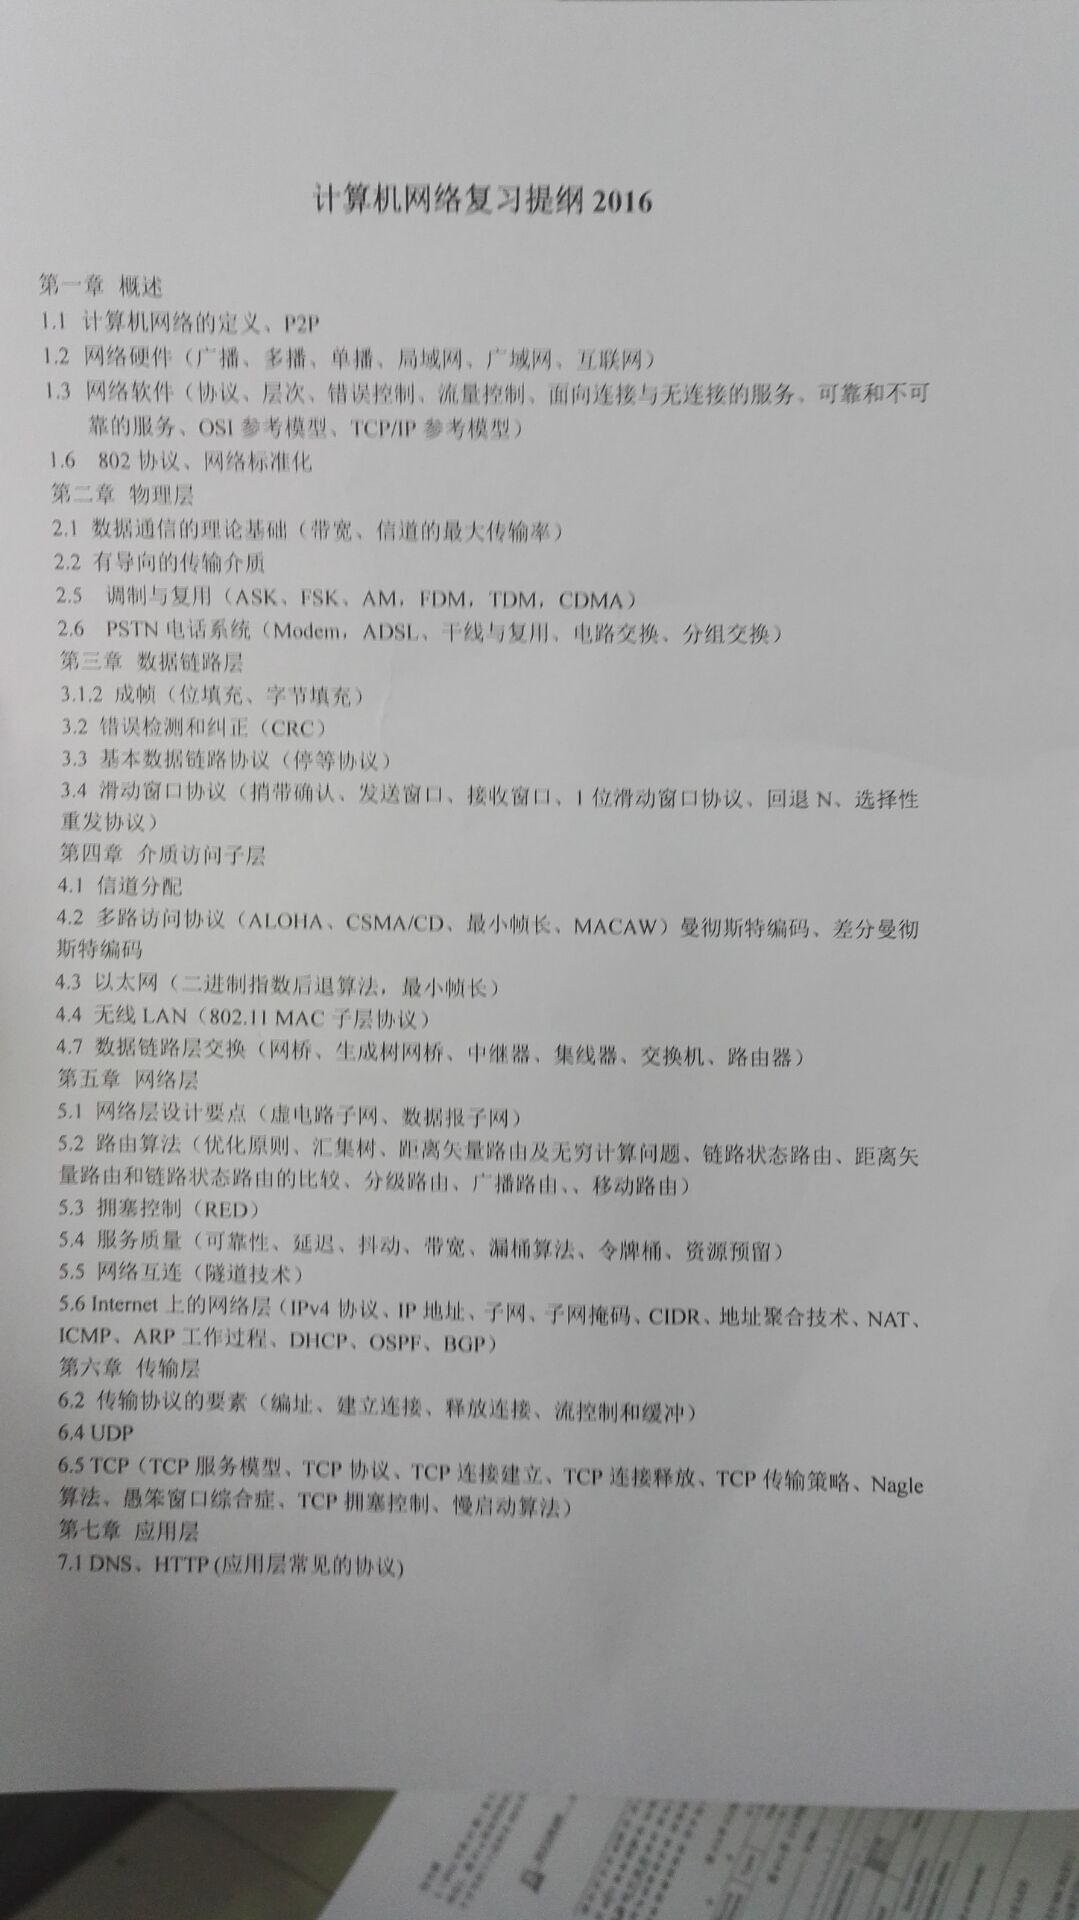 计算机网络复习提纲 2016
第一章 概述
1.1 计算机网络的定义、P2P
1.2 网络硬件（广播、多播、单播、局域网、广域网、互联网）
1.3 网络软件（协议、层次、错误控制、流量控制、面向连接与无连接的服务、可靠和不可
靠的服务、OSI 参考模型、TCP/IP 参考模型）
1.6 802 协议、网络标准化
第二章 物理层
2.1 数据通信的理论基础（带宽、信道的最大传输率）
2.2 有导向的传输介质
2.5 调制与复用（ASK、FSK、AM，FDM，TDM，CDMA）
2.6 PSTN 电话系统（Modem，ADSL、干线与复用、电路交换、分组交换）
第三章 数据链路层
3.1.2 成帧（位填充、字节填充）
3.2 错误检测和纠正（CRC）
3.3 基本数据链路协议（停等协议）
3.4 滑动窗口协议（捎带确认、发送窗口、接收窗口、1 位滑动窗口协议、回退 N、选择性
重发协议）
第四章 介质访问子层
4.1 信道分配
4.2 多路访问协议（ALOHA、CSMA/CD、最小帧长、MACAW）曼彻斯特编码、差分曼彻
斯特编码
4.3 以太网（二进制指数后退算法，最小帧长）
4.4 无线 LAN（802.11 MAC 子层协议）
4.7 数据链路层交换（网桥、生成树网桥、中继器、集线器、交换机、路由器）
第五章 网络层
5.1 网络层设计要点（虚电路子网、数据报子网）
5.2 路由算法（优化原则、汇集树、距离矢量路由及无穷计算问题、链路状态路由、距离矢
量路由和链路状态路由的比较、分级路由、广播路由、、移动路由）
5.3 拥塞控制（RED）
5.4 服务质量（可靠性、延迟、抖动、带宽、漏桶算法、令牌桶、资源预留）
5.5 网络互连（隧道技术）
5.6 Internet 上的网络层（IPv4 协议、IP 地址、子网、子网掩码、CIDR、地址聚合技术、NAT、
ICMP、ARP 工作过程、DHCP、OSPF、BGP）
第六章 传输层
6.2 传输协议的要素（编址、建立连接、释放连接、流控制和缓冲）
6.4 UDP
6.5 TCP（TCP 服务模型、TCP 协议、TCP 连接建立、TCP 连接释放、TCP 传输策略、Nagle
算法、愚笨窗口综合症、TCP 拥塞控制、慢启动算法）
第七章 应用层
7.1 DNS、HTTP (应用层常见的协议)